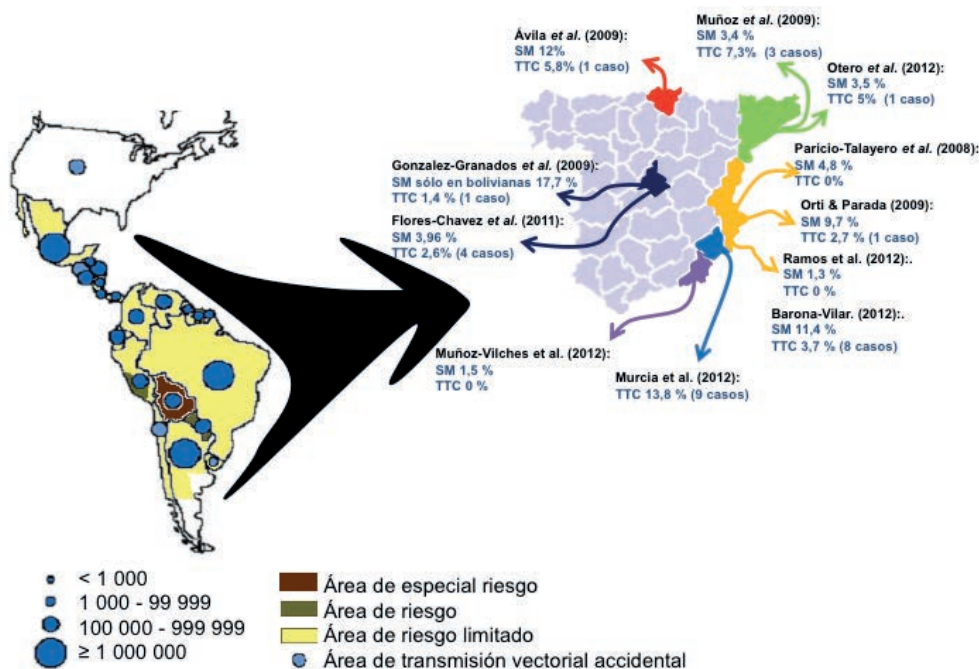 Ávila et al. (2009):
SM 12%
TTC 5,8% (1 caso)
Muñoz et al. (2009):
SM 3,4 %
TTC 7,3% (3 casos)
Otero et al. (2012):
SM 3,5 %
TTC 5% (1 caso)
Gonzalez-Granados et al. (2009):
SM sólo en bolivianas 17,7 %
TTC 1,4 % (1 caso)
Flores-Chavez et al. (2011):
SM 3,96 %
TTC 2,6% (4 casos)
Paricio-Talayero et al. (2008):
SM 4,8 %
TTC 0%
Orti & Parada (2009):
SM 9,7 %
TTC 2,7 % (1 caso)
Ramos et al. (2012):.
SM 1,3 %
TTC 0 %
Barona-Vilar. (2012):.
SM 11,4 %
TTC 3,7 % (8 casos)
Muñoz-Vilches et al. (2012):
SM 1,5 %
TTC 0 %
Murcia et al. (2012):
TTC 13,8 % (9 casos)
< 1 000
1 000 - 99 999
100 000 - 999 999
≥ 1 000 000
Área de especial riesgo
Área de riesgo
Área de riesgo limitado
Área de transmisión vectorial accidental